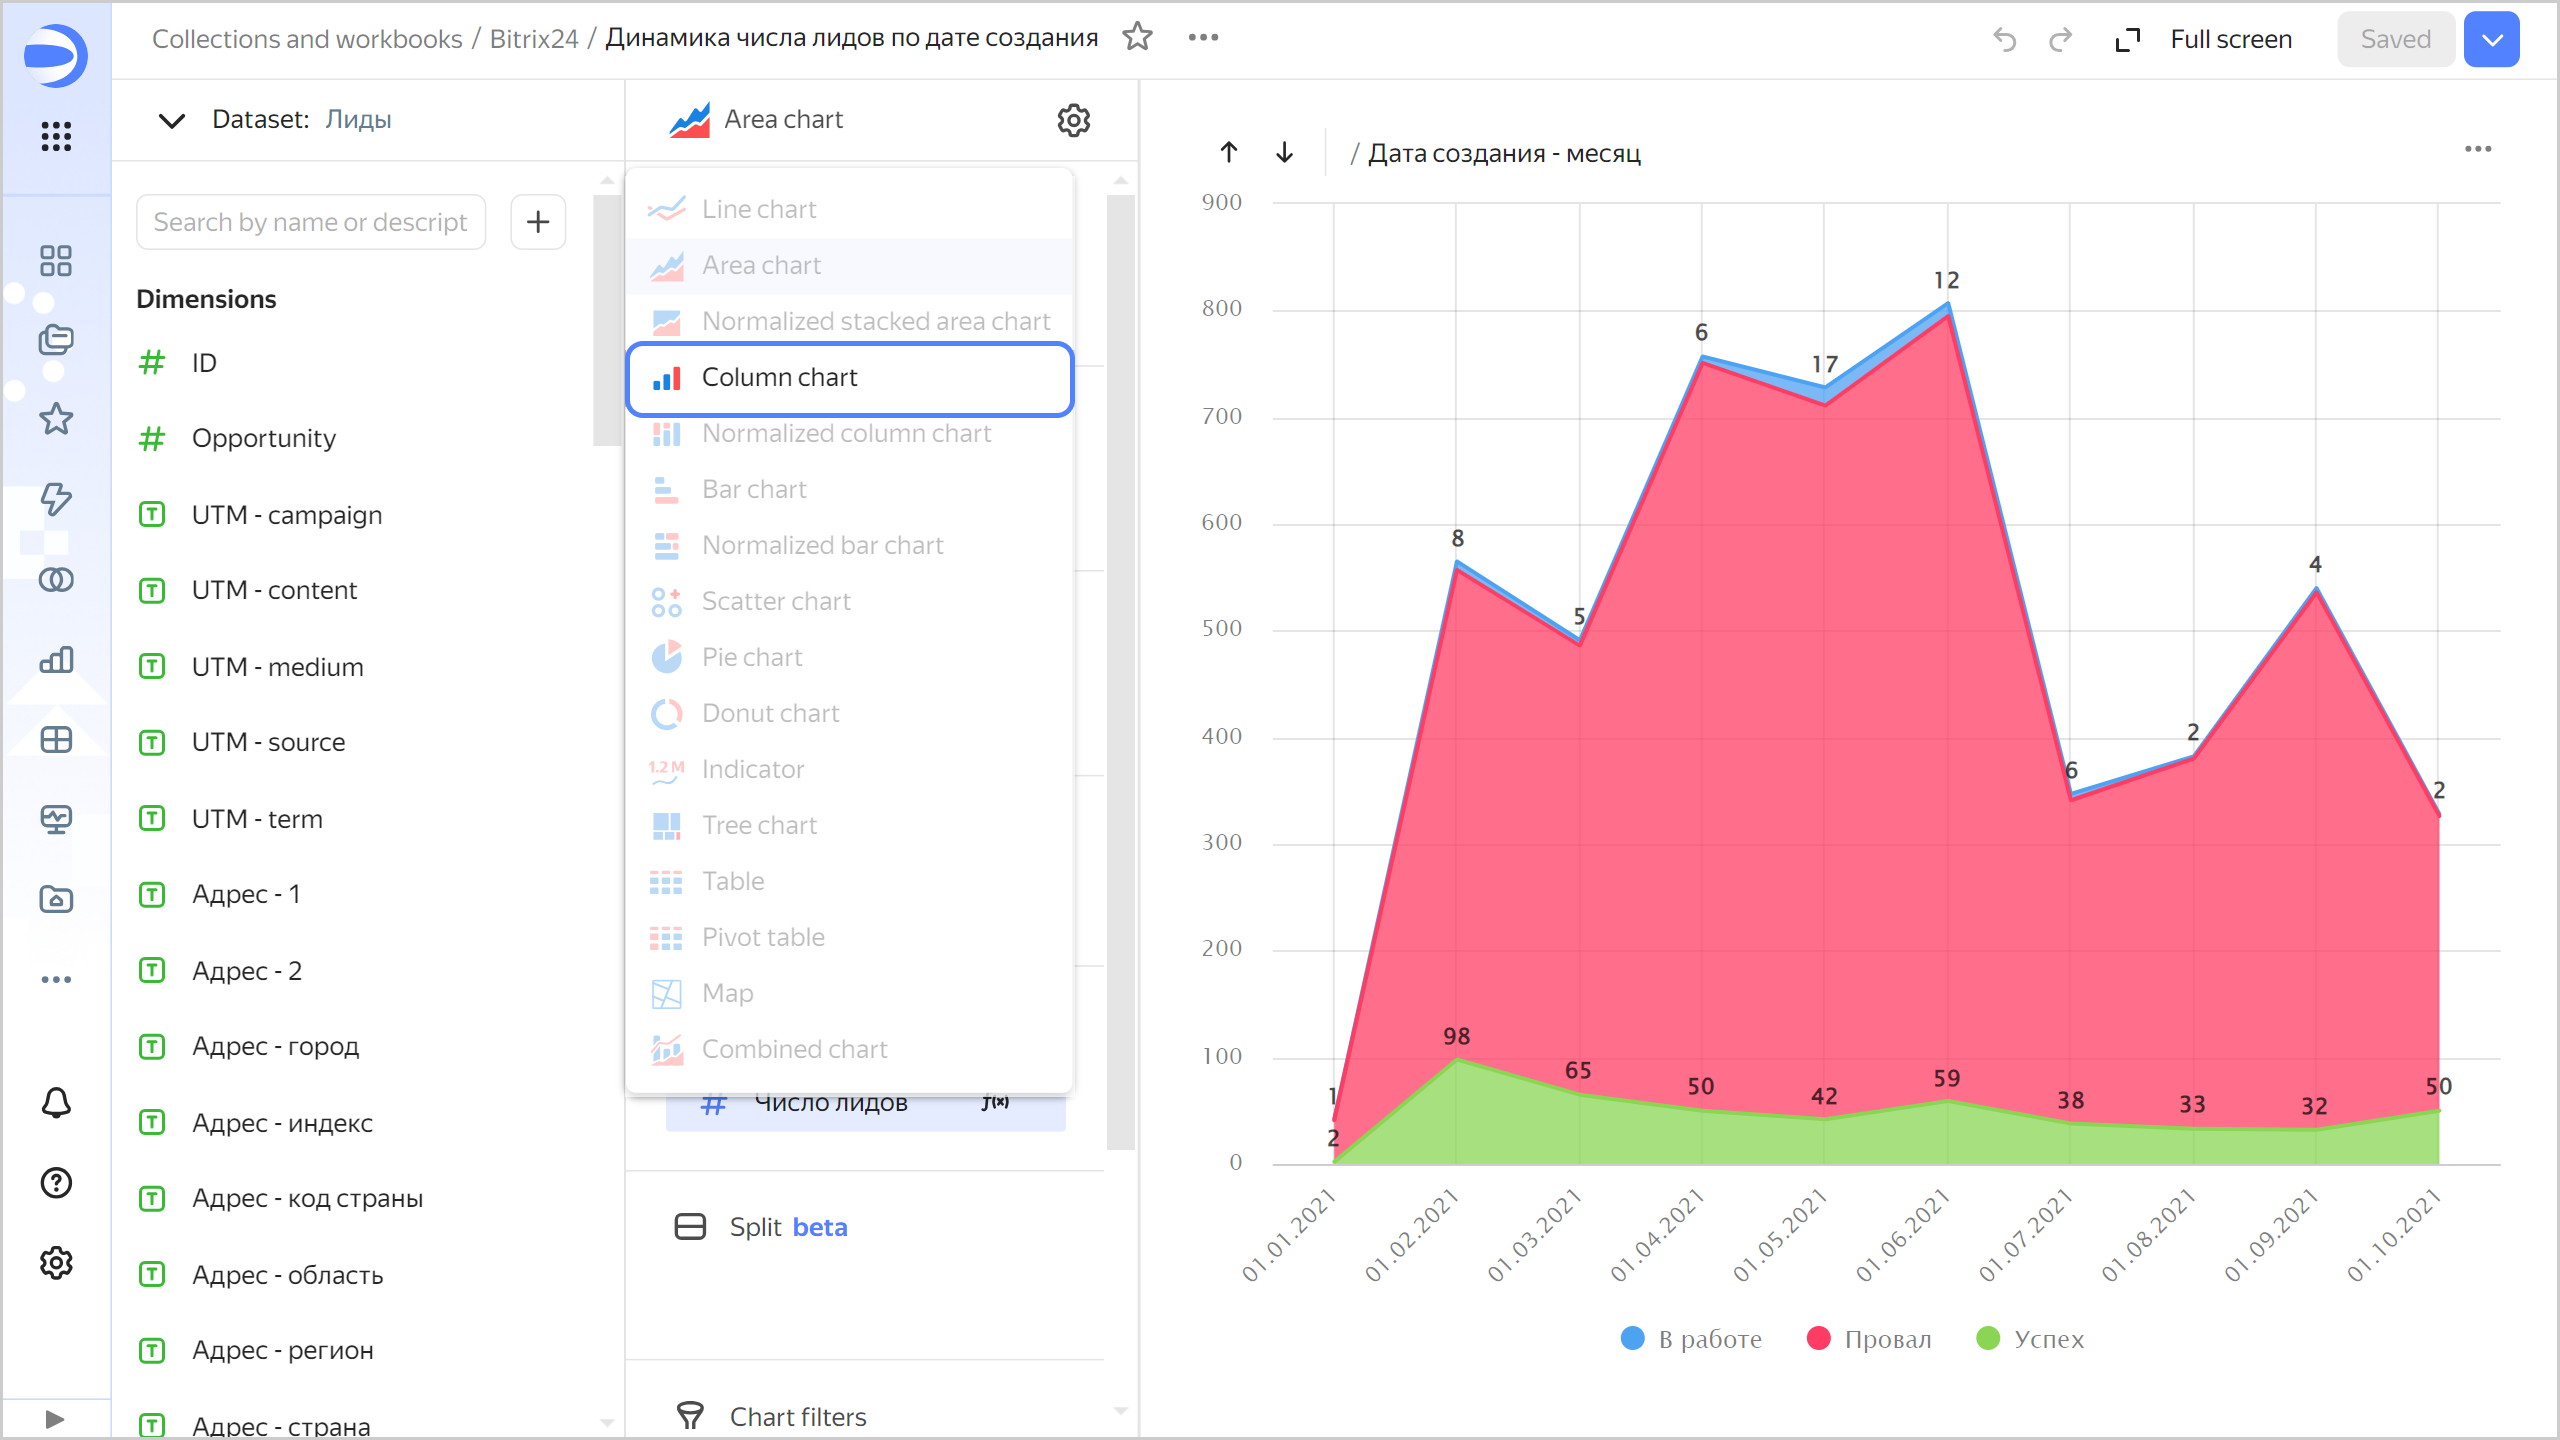 Collections and workbooks / Bitrix24 / Динамика числа лидов по дате создания
Full screen
Saved
Dataset: Лиды
Search by name or descript
Dimensions
ID
Opportunity
UTM - campaign
UTM - content
UTM - medium
UTM - source
UTM - term
Адрес - 1
Адрес - 2
Адрес - город
Адрес - индекс
Адрес - код страны
Адрес - область
Адрес - регион
Адрес - страна
Area chart
Line chart
Area chart
Normalized stacked area chart
Column chart
Normalized column chart
Bar chart
Normalized bar chart
Scatter chart
Pie chart
Donut chart
1.2 M Indicator
Tree chart
Table
Pivot table
Map
Combined chart
# Число лидов ƒ(x)
Split beta
Chart filters
/ Дата создания - месяц
900
800
700
600
500
400
300
200
100
0
12
6
17
8
5
4
2
6
2
98
65
50
42
59
38
33
32
50
1
2
01.01.2021
01.02.2021
01.03.2021
01.04.2021
01.05.2021
01.06.2021
01.07.2021
01.08.2021
01.09.2021
01.10.2021
В работе Провал Успех